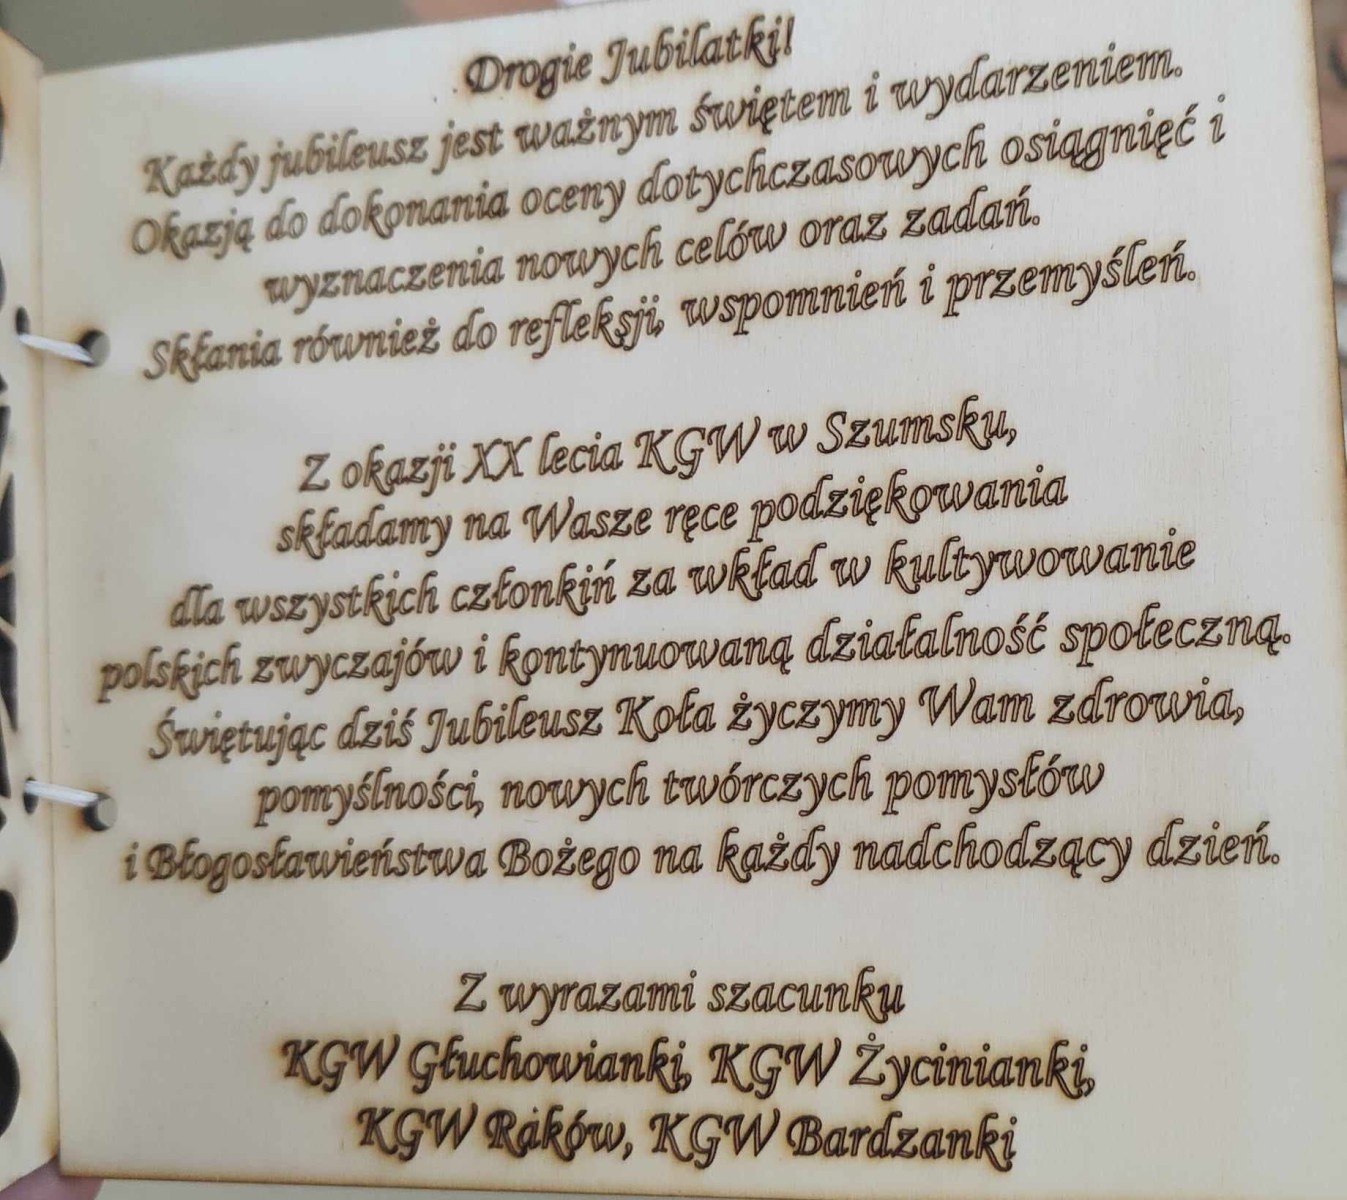 Drogie Jubilatki!
Każdy jubileusz jest ważnym świętem i wydarzeniem.
Okazją do dokonania oceny dotychczasowych osiągnięć i
wyznaczenia nowych celów oraz zadań.
Skłania również do refleksji, wspomnień i przemyśleń.
Z okazji XX lecia KGW w Szumsku,
składamy na Wasze ręce podziękowania
dla wszystkich członkiń za wkład w kultywowanie
polskich zwyczajów i kontynuowaną działalność społeczną.
Świętując dziś Jubileusz Koła życzymy Wam zdrowia,
pomyślności, nowych twórczych pomysłów
i Błogosławieństwa Bożego na każdy nadchodzący dzień.
Z wyrazami szacunku
KGW Głuchowianki, KGW Życinianki,
KGW Raków, KGW Bardzanki